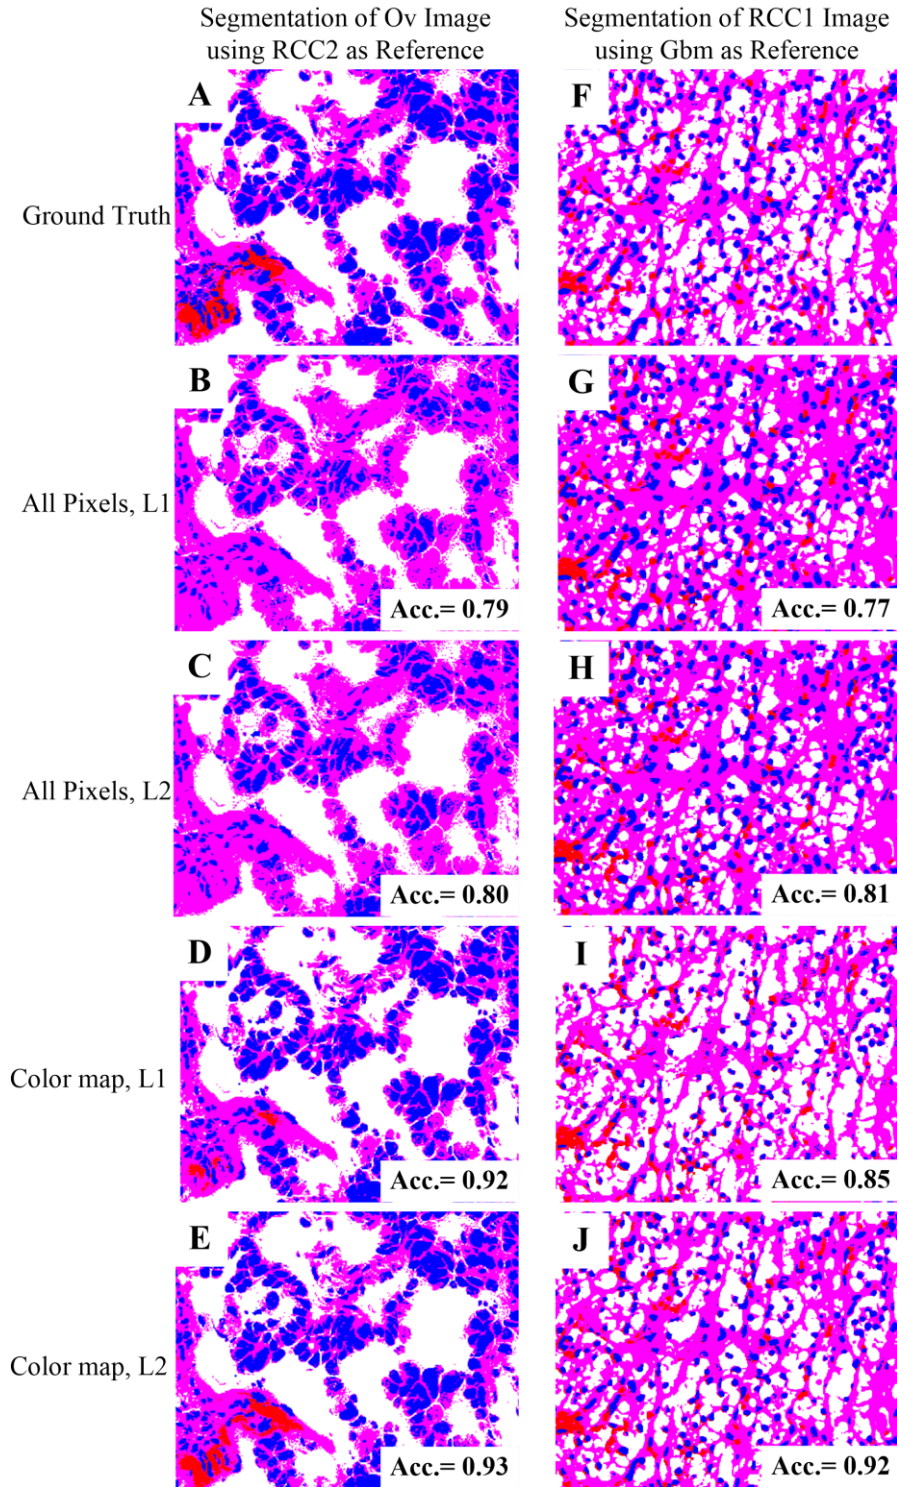 Segmentation of Ov Image
using RCC2 as Reference
Segmentation of RCC1 Image
using Gbm as Reference
Ground Truth
A
F
All Pixels, L1
B
Acc.= 0.79
G
Acc.= 0.77
All Pixels, L2
C
Acc.= 0.80
H
Acc.= 0.81
Color map, L1
D
Acc.= 0.92
I
Acc.= 0.85
Color map, L2
E
Acc.= 0.93
J
Acc.= 0.92